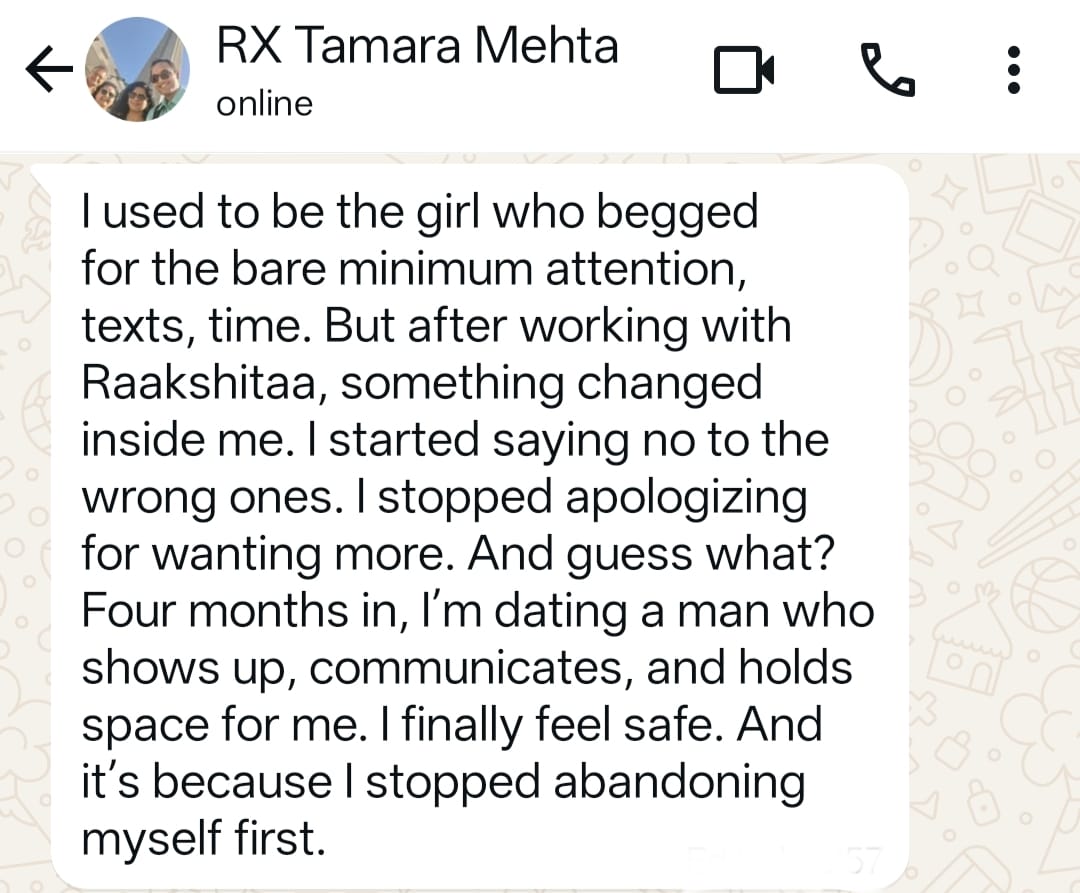 RX Tamara Mehta
online
I used to be the girl who begged
for the bare minimum attention,
texts, time. But after working with
Raakshitaa, something changed
inside me. I started saying no to the
wrong ones. I stopped apologizing
for wanting more. And guess what?
Four months in, I'm dating a man who
shows up, communicates, and holds
space for me. I finally feel safe. And
it's because I stopped abandoning
myself first.